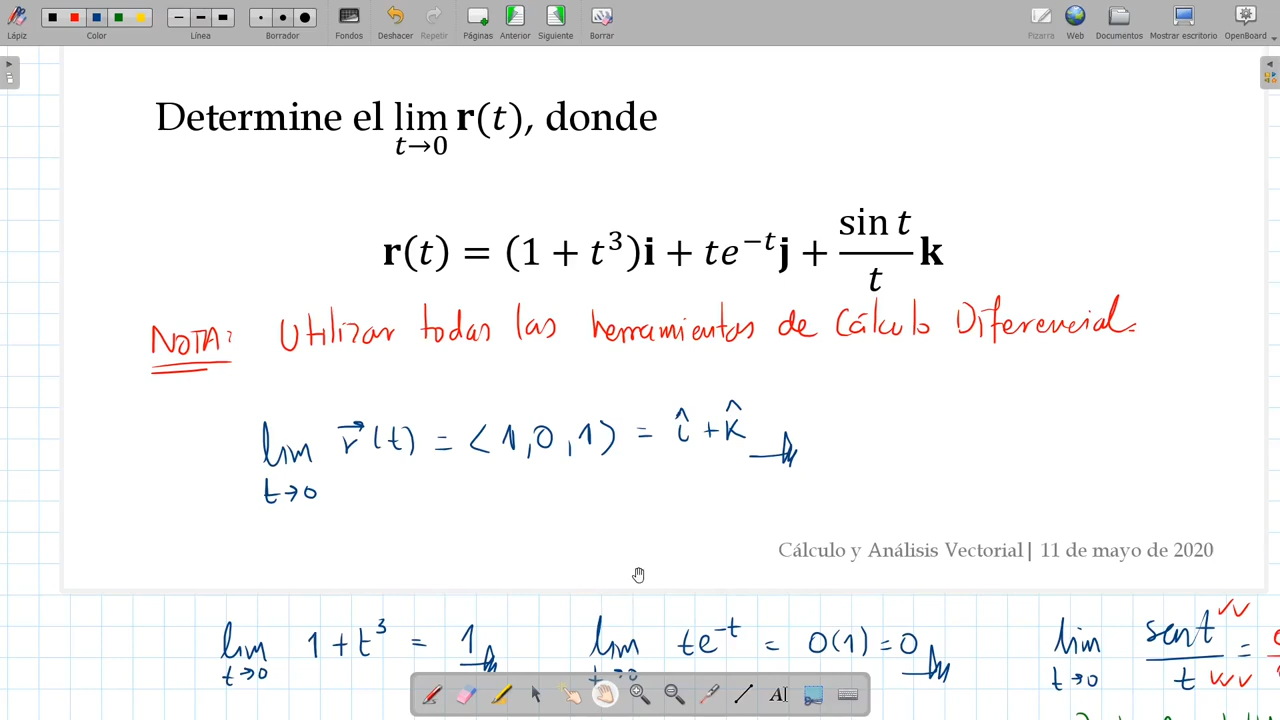 Lápiz Color Línea Borrador Fondos Deshacer Repetir Páginas Anterior Siguiente Borrar Pizarra Web Documentos Mostrar escritorio OpenBoard
Determine el lim r(t), donde
t→0
r(t) = (1 + t³)i + te⁻ᵗj + sin t / t k
NOTA: Utilizar todas las herramientas de Cálculo Diferencial.
lim r⃗(t) = ⟨1,0,1⟩ = î + k̂
t→0
Cálculo y Análisis Vectorial| 11 de mayo de 2020
lim 1 + t³ = 1 lim te⁻ᵗ = 0(1) = 0 lim sen t / t =
t→0 t→0 t→0
AI